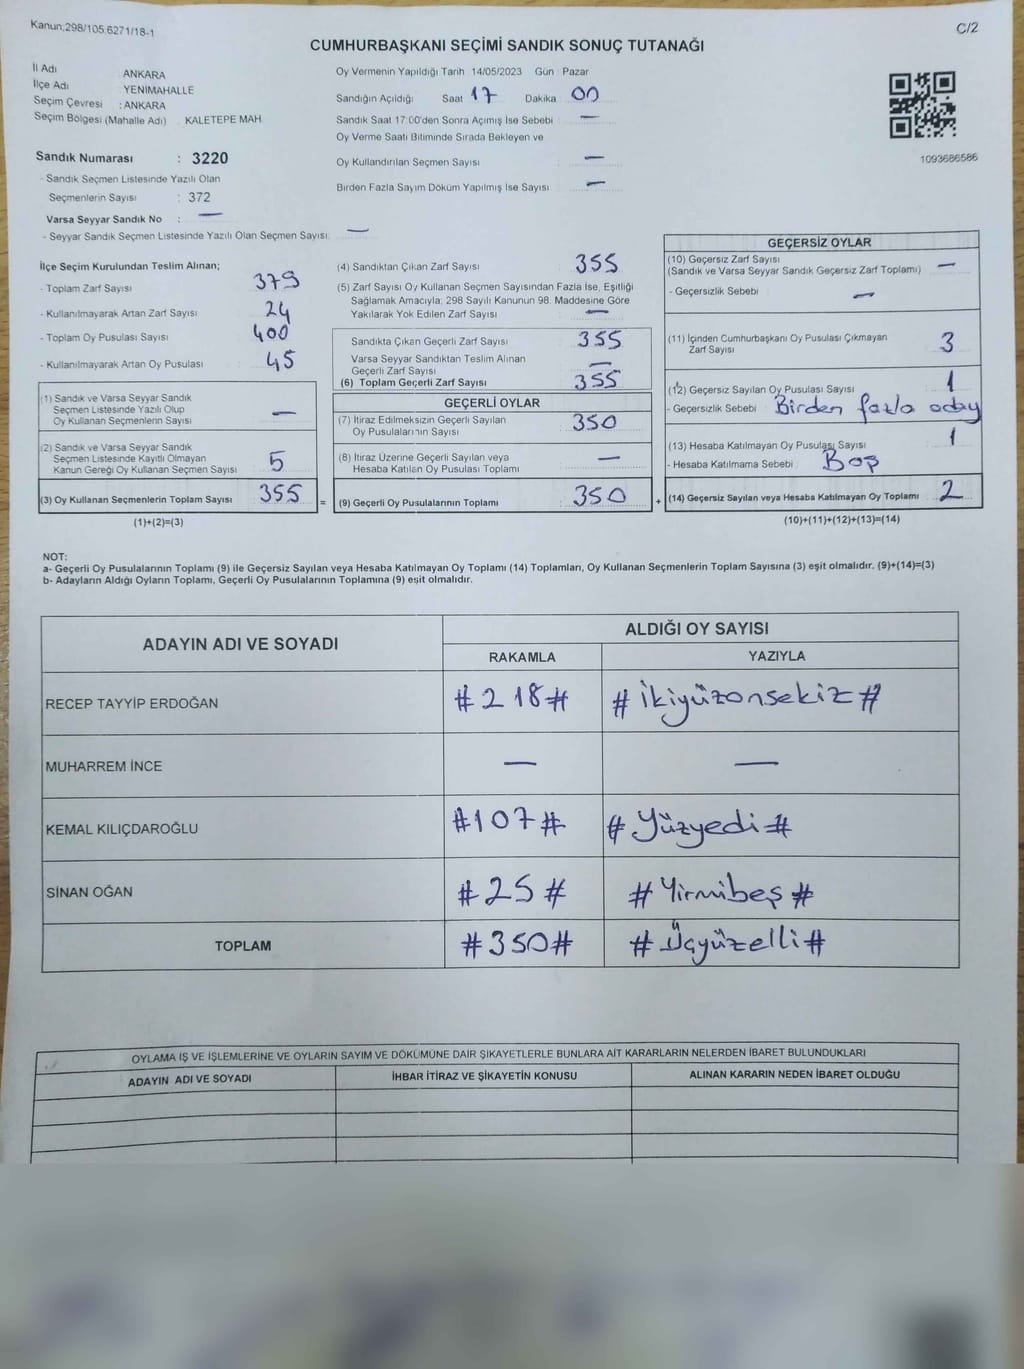 Kanun;298/105,6271/18-1
C/2
CUMHURBAŞKANI SEÇİMİ SANDIK SONUÇ TUTANAĞI
İl Adı ANKARA
İlçe Adı YENİMAHALLE
Seçim Çevresi : ANKARA
Seçim Bölgesi (Mahalle Adı) KALETEPE MAH.
Oy Vermenin Yapıldığı Tarih 14/05/2023 Gün Pazar
Sandığın Açıldığı Saat 17 Dakika 00
Sandık Saat 17:00'den Sonra Açımış İse Sebebi : —
Oy Verme Saati Bitiminde Sırada Bekleyen ve
Oy Kullandırılan Seçmen Sayısı —
Birden Fazla Sayım Döküm Yapılmış İse Sayısı —
1093686586
Sandık Numarası : 3220
- Sandık Seçmen Listesinde Yazılı Olan
Seçmenlerin Sayısı : 372
Varsa Seyyar Sandık No : —
- Seyyar Sandık Seçmen Listesinde Yazılı Olan Seçmen Sayısı: —
İlçe Seçim Kurulundan Teslim Alınan;
- Toplam Zarf Sayısı 379
- Kullanılmayarak Artan Zarf Sayısı 24
- Toplam Oy Pusulası Sayısı 400
- Kullanılmayarak Artan Oy Pusulası 45
(1) Sandık ve Varsa Seyyar Sandık
Seçmen Listesinde Yazılı Olup
Oy Kullanan Seçmenlerin Sayısı —
(2) Sandık ve Varsa Seyyar Sandık
Seçmen Listesinde Kayıtlı Olmayan
Kanun Gereği Oy Kullanan Seçmen Sayısı 5
(3) Oy Kullanan Seçmenlerin Toplam Sayısı 355 =
(1)+(2)=(3)
(4) Sandıktan Çıkan Zarf Sayısı 355
(5) Zarf Sayısı Oy Kullanan Seçmen Sayısından Fazla İse, Eşitliği
Sağlamak Amacıyla; 298 Sayılı Kanunun 98. Maddesine Göre
Yakılarak Yok Edilen Zarf Sayısı —
Sandıkta Çıkan Geçerli Zarf Sayısı 355
Varsa Seyyar Sandıktan Teslim Alınan
Geçerli Zarf Sayısı —
(6) Toplam Geçerli Zarf Sayısı 355
GEÇERLİ OYLAR
(7) İtiraz Edilmeksizin Geçerli Sayılan
Oy Pusulalarının Sayısı : 350
(8) İtiraz Üzerine Geçerli Sayılan veya
Hesaba Katılan Oy Pusulası Toplamı —
(9) Geçerli Oy Pusulalarının Toplamı : 350 +
GEÇERSİZ OYLAR
(10) Geçersiz Zarf Sayısı
(Sandık ve Varsa Seyyar Sandık Geçersiz Zarf Toplamı) —
- Geçersizlik Sebebi —
(11) İçinden Cumhurbaşkanı Oy Pusulası Çıkmayan
Zarf Sayısı 3
(12) Geçersiz Sayılan Oy Pusulası Sayısı 1
- Geçersizlik Sebebi Birden fazla aday
(13) Hesaba Katılmayan Oy Pusulası Sayısı 1
- Hesaba Katılmama Sebebi Boş
(14) Geçersiz Sayılan veya Hesaba Katılmayan Oy Toplamı 2
(10)+(11)+(12)+(13)=(14)
NOT:
a- Geçerli Oy Pusulalarının Toplamı (9) ile Geçersiz Sayılan veya Hesaba Katılmayan Oy Toplamı (14) Toplamları, Oy Kullanan Seçmenlerin Toplam Sayısına (3) eşit olmalıdır. (9)+(14)=(3)
b- Adayların Aldığı Oyların Toplamı, Geçerli Oy Pusulalarının Toplamına (9) eşit olmalıdır.
ADAYIN ADI VE SOYADI
ALDIĞI OY SAYISI
RAKAMLA YAZIYLA
RECEP TAYYİP ERDOĞAN #218# #İkiyüzonsekiz#
MUHARREM İNCE — —
KEMAL KILIÇDAROĞLU #107# #Yüzyedi#
SİNAN OĞAN #25# #Yirmibeş#
TOPLAM #350# #Üçyüzelli#
OYLAMA İŞ VE İŞLEMLERİNE VE OYLARIN SAYIM VE DÖKÜMÜNE DAİR ŞİKAYETLERLE BUNLARA AİT KARARLARIN NELERDEN İBARET BULUNDUKLARI
ADAYIN ADI VE SOYADI İHBAR İTİRAZ VE ŞİKAYETİN KONUSU ALINAN KARARIN NEDEN İBARET OLDUĞU